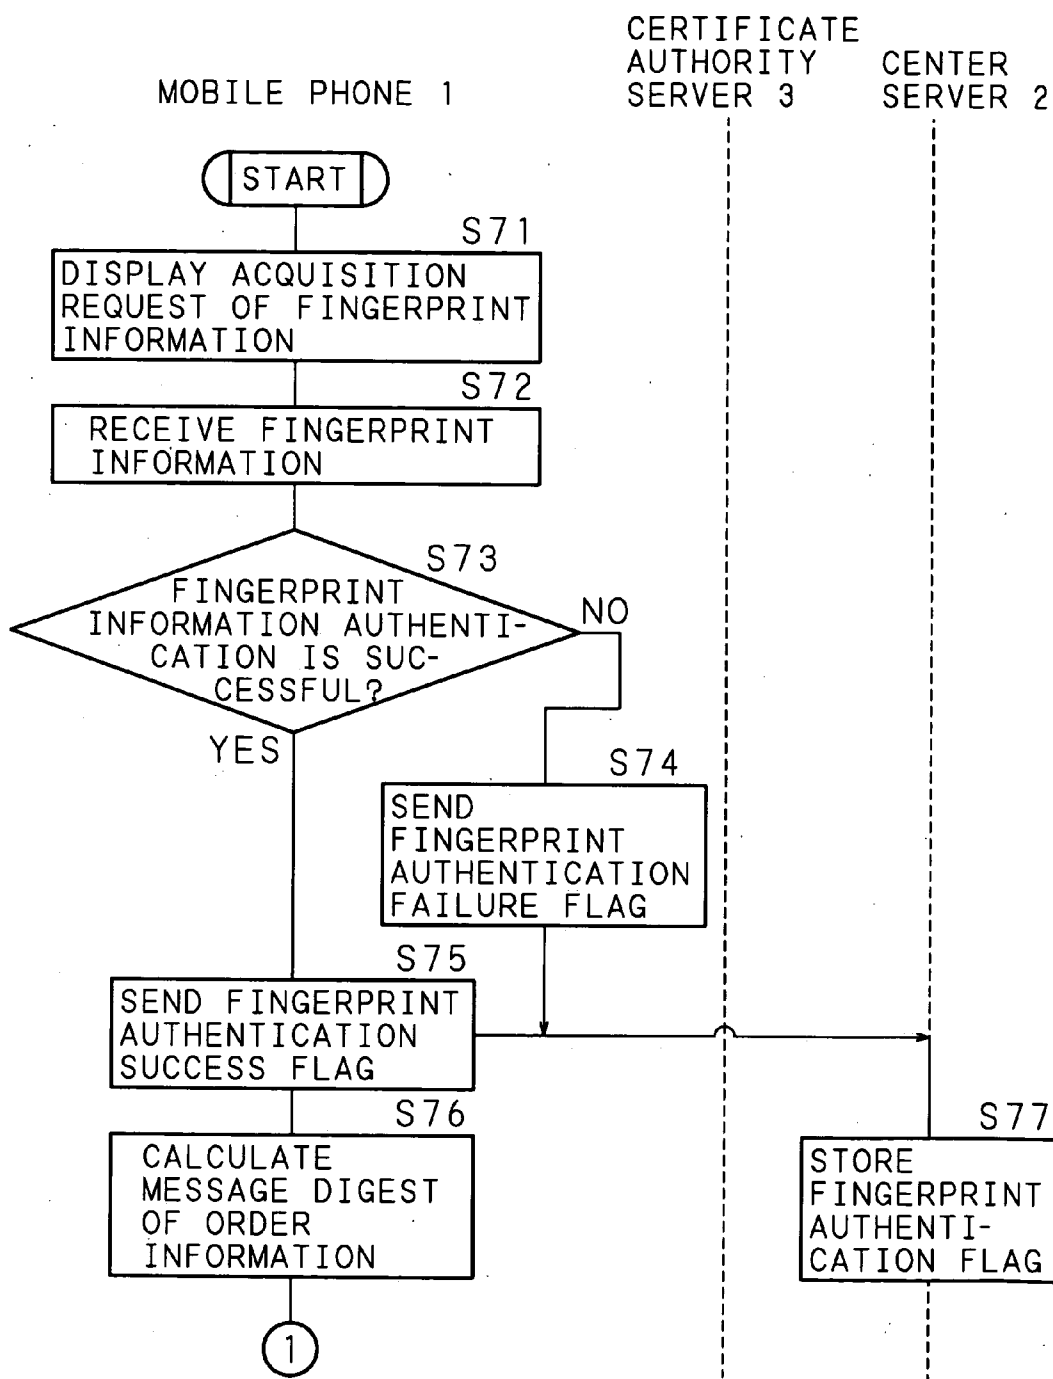 CERTIFICATE
AUTHORITY
SERVER 3
CENTER
SERVER 2
MOBILE PHONE 1
START
S71
DISPLAY ACQUISITION
REQUEST OF FINGERPRINT
INFORMATION
S72
RECEIVE FINGERPRINT
INFORMATION
S73
FINGERPRINT
INFORMATION AUTHENTI-
CATION IS SUC-
CESSFUL?
NO
YES
S74
SEND
FINGERPRINT
AUTHENTICATION
FAILURE FLAG
S75
SEND FINGERPRINT
AUTHENTICATION
SUCCESS FLAG
S76
CALCULATE
MESSAGE DIGEST
OF ORDER
INFORMATION
S77
STORE
FINGERPRINT
AUTHENTI-
CATION FLAG
1